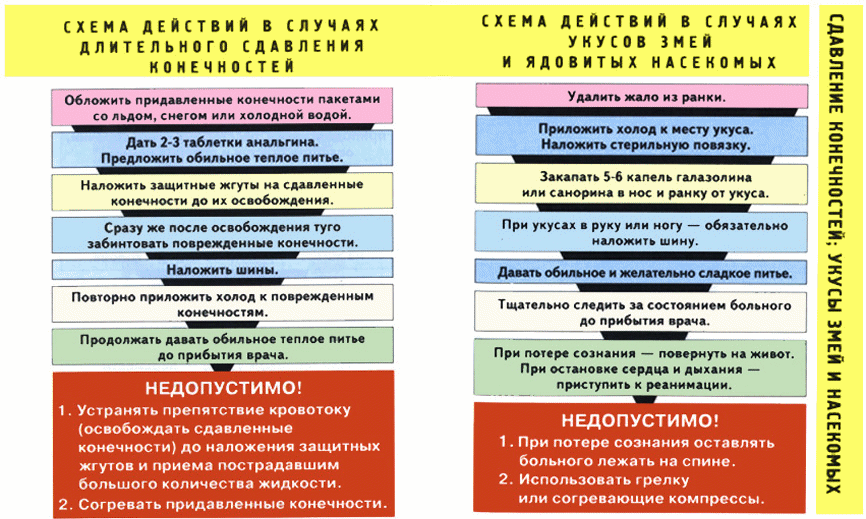 СХЕМА ДЕЙСТВИЙ В СЛУЧАЯХ
ДЛИТЕЛЬНОГО СДАВЛЕНИЯ
КОНЕЧНОСТЕЙ
Обложить придавленные конечности пакетами
со льдом, снегом или холодной водой.
Дать 2-3 таблетки анальгина.
Предложить обильное теплое питье.
Наложить защитные жгуты на сдавленные
конечности до их освобождения.
Сразу же после освобождения туго
забинтовать поврежденные конечности.
Наложить шины.
Повторно приложить холод к поврежденным
конечностям.
Продолжать давать обильное теплое питье
до прибытия врача.
НЕДОПУСТИМО!
1. Устранять препятствие кровотоку
(освобождать сдавленные
конечности) до наложения защитных
жгутов и приема пострадавшим
большого количества жидкости.
2. Согревать придавленные конечности.
СХЕМА ДЕЙСТВИЙ В СЛУЧАЯХ
УКУСОВ ЗМЕЙ
И ЯДОВИТЫХ НАСЕКОМЫХ
Удалить жало из ранки.
Приложить холод к месту укуса.
Наложить стерильную повязку.
Закапать 5-6 капель галазолина
или санорина в нос и ранку от укуса.
При укусах в руку или ногу — обязательно
наложить шину.
Давать обильное и желательно сладкое питье.
Тщательно следить за состоянием больного
до прибытия врача.
При потере сознания — повернуть на живот.
При остановке сердца и дыхания —
приступить к реанимации.
НЕДОПУСТИМО!
1. При потере сознания оставлять
больного лежать на спине.
2. Использовать грелку
или согревающие компрессы.
СДАВЛЕНИЕ КОНЕЧНОСТЕЙ; УКУСЫ ЗМЕЙ И НАСЕКОМЫХ